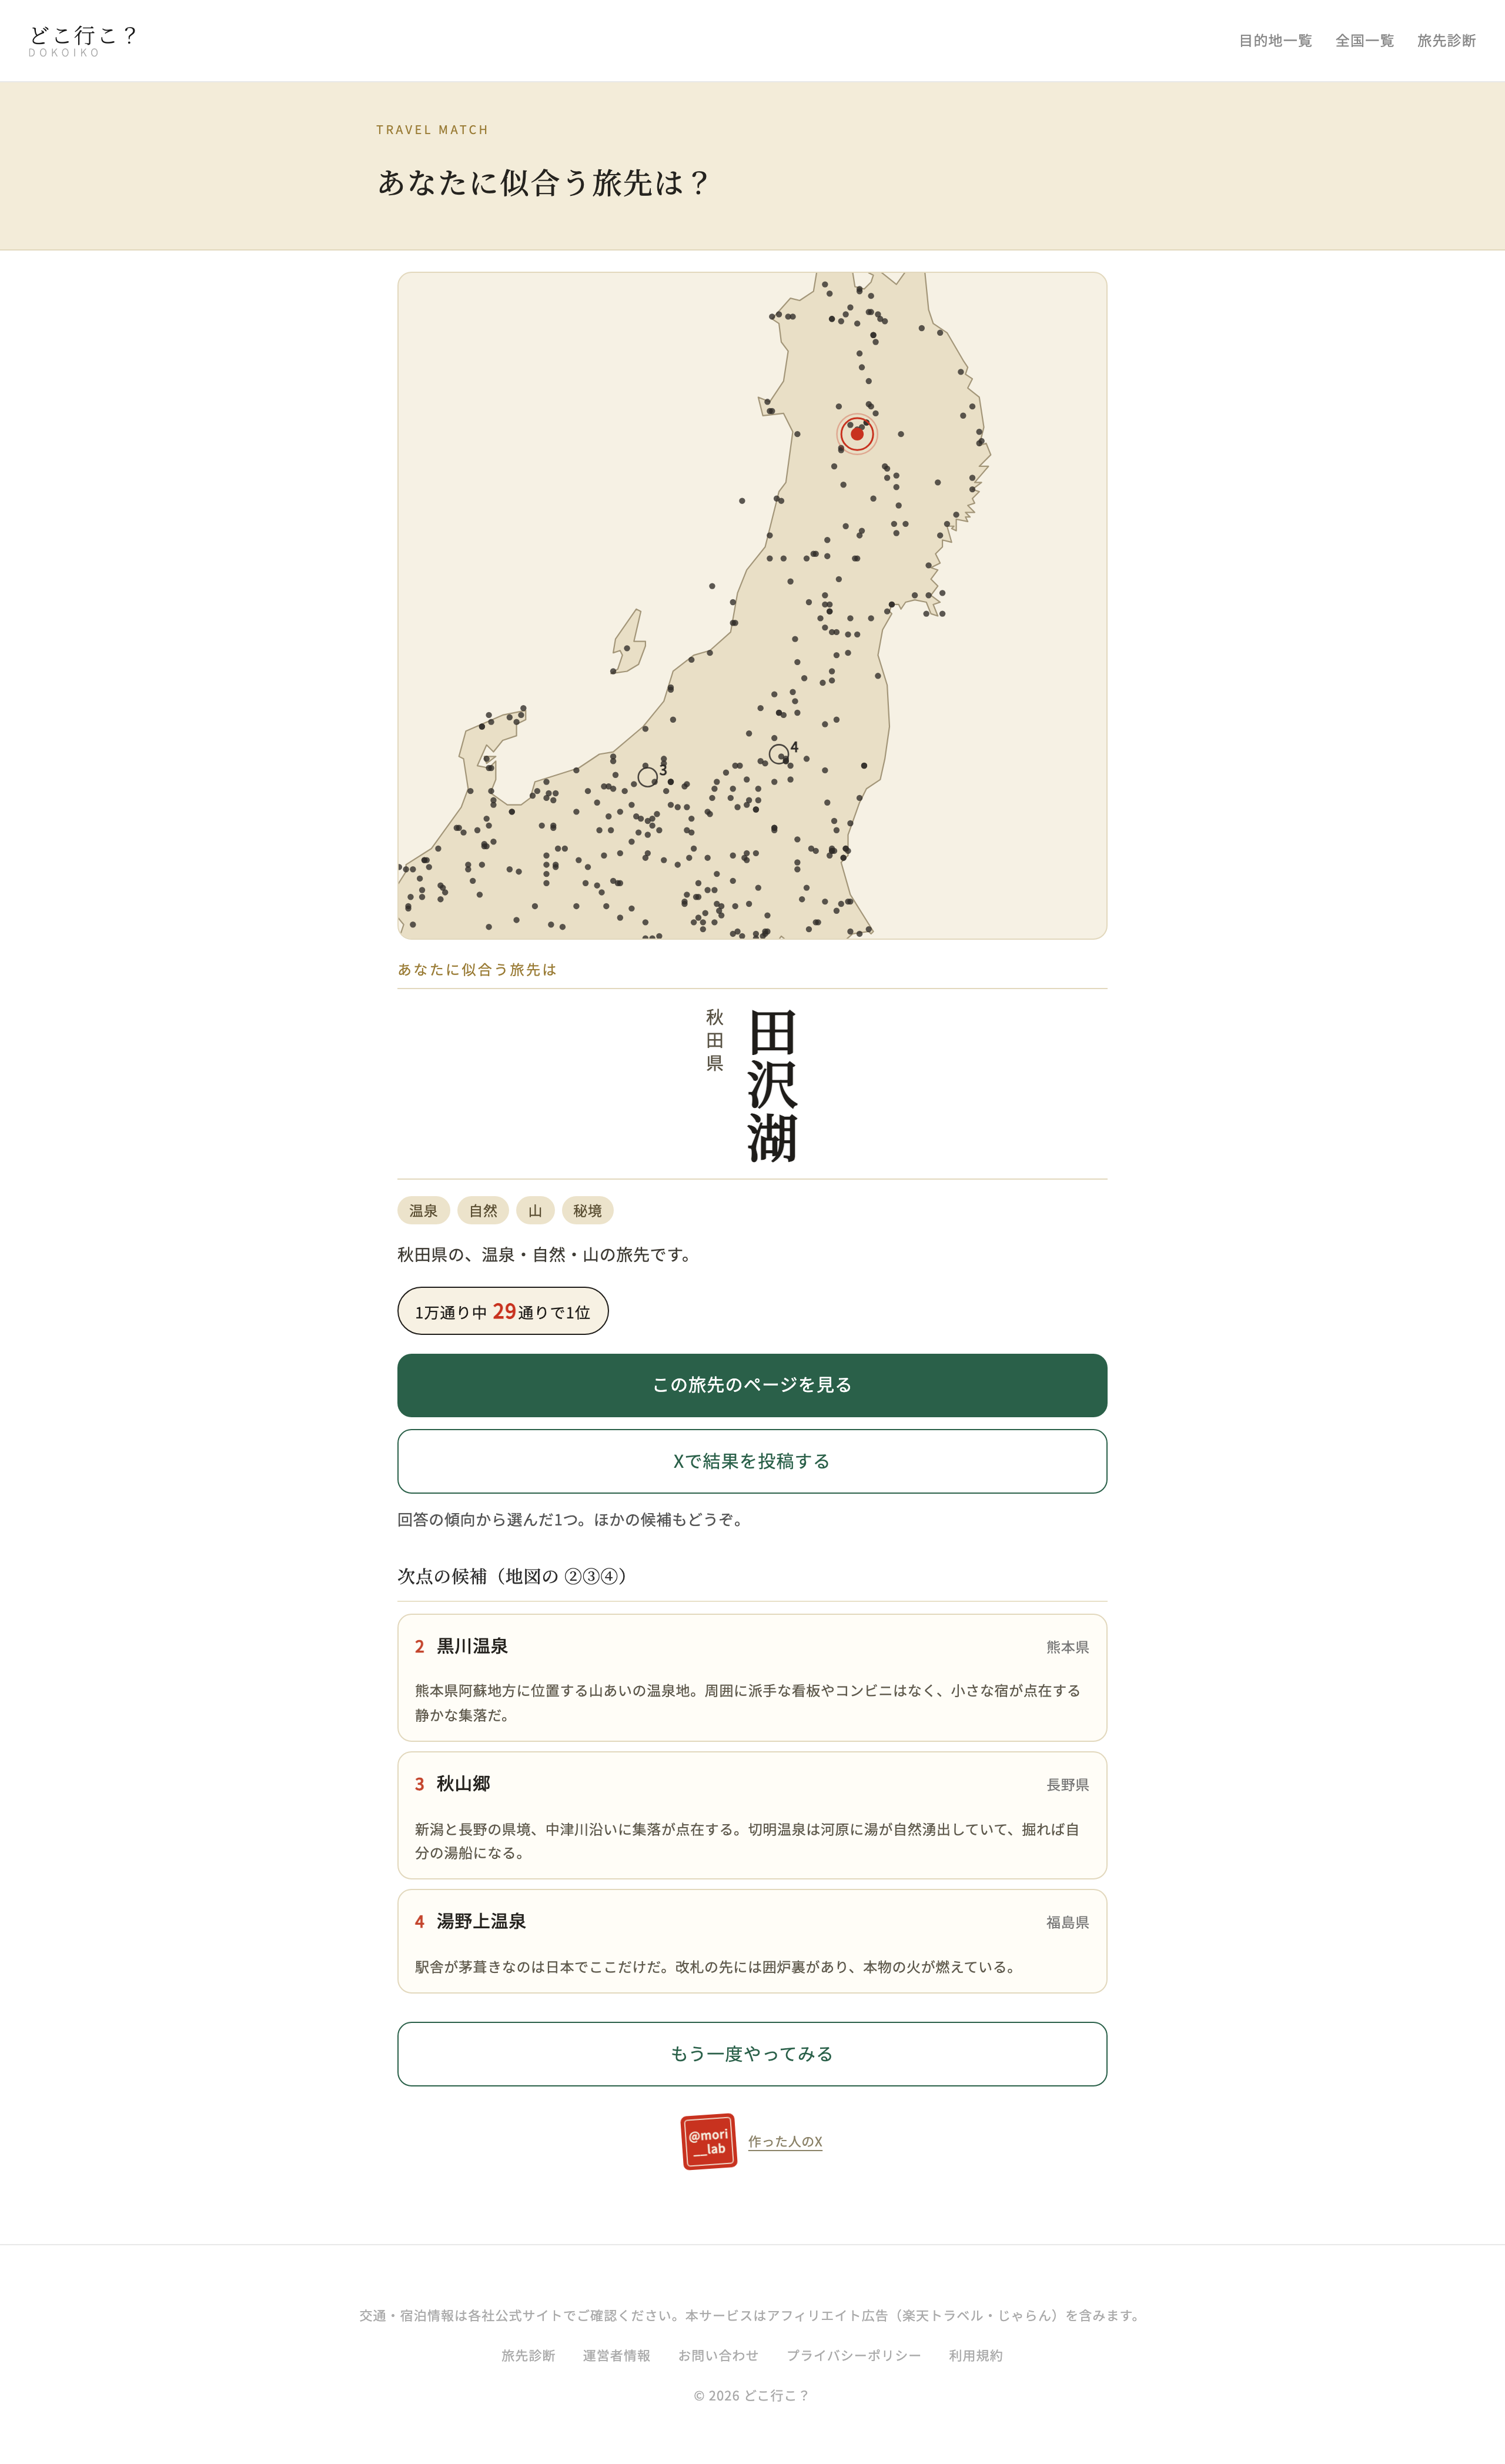 どこ行こ？
DOKOIKO
目的地一覧 全国一覧 旅先診断
TRAVEL MATCH
あなたに似合う旅先は？
4
3
あなたに似合う旅先は
田沢湖
秋田県
温泉 自然 山 秘境
秋田県の、温泉・自然・山の旅先です。
1万通り中 29通りで1位
この旅先のページを見る
Xで結果を投稿する
回答の傾向から選んだ1つ。ほかの候補もどうぞ。
次点の候補（地図の ②③④）
2 黒川温泉 熊本県
熊本県阿蘇地方に位置する山あいの温泉地。周囲に派手な看板やコンビニはなく、小さな宿が点在する
静かな集落だ。
3 秋山郷 長野県
新潟と長野の県境、中津川沿いに集落が点在する。切明温泉は河原に湯が自然湧出していて、掘れば自
分の湯船になる。
4 湯野上温泉 福島県
駅舎が茅葺きなのは日本でここだけだ。改札の先には囲炉裏があり、本物の火が燃えている。
もう一度やってみる
@mori
__lab
作った人のX
交通・宿泊情報は各社公式サイトでご確認ください。本サービスはアフィリエイト広告（楽天トラベル・じゃらん）を含みます。
旅先診断 運営者情報 お問い合わせ プライバシーポリシー 利用規約
© 2026 どこ行こ？